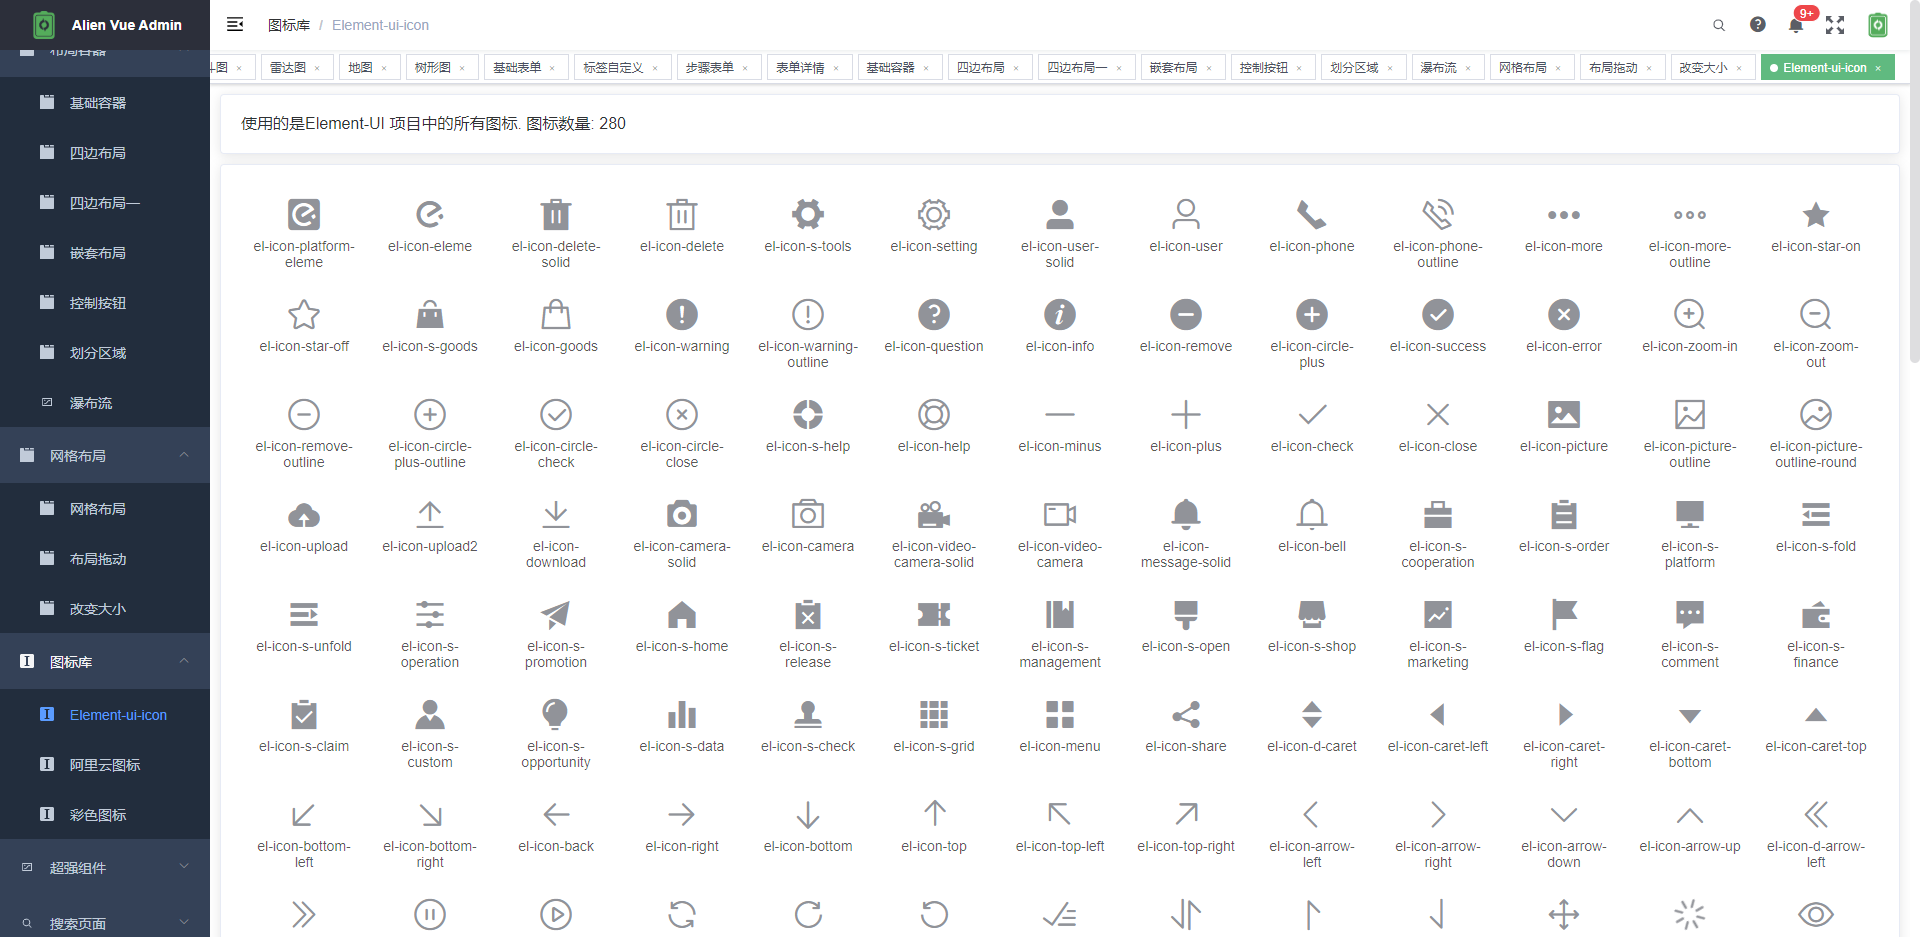 Alien Vue Admin
图标库 / Element-ui-icon
9+
雷达图 ×
地图 ×
树形图 ×
基础表单 ×
标签自定义 ×
步骤表单 ×
表单详情 ×
基础容器 ×
四边布局 ×
四边布局一 ×
嵌套布局 ×
控制按钮 ×
划分区域 ×
瀑布流 ×
网格布局 ×
布局拖动 ×
改变大小 ×
Element-ui-icon ×
布局容器
基础容器
四边布局
四边布局一
嵌套布局
控制按钮
划分区域
瀑布流
网格布局
网格布局
布局拖动
改变大小
图标库
Element-ui-icon
阿里云图标
彩色图标
超强组件
搜索页面
使用的是Element-UI 项目中的所有图标. 图标数量: 280
el-icon-platform-
eleme
el-icon-eleme
el-icon-delete-
solid
el-icon-delete
el-icon-s-tools
el-icon-setting
el-icon-user-
solid
el-icon-user
el-icon-phone
el-icon-phone-
outline
el-icon-more
el-icon-more-
outline
el-icon-star-on
el-icon-star-off
el-icon-s-goods
el-icon-goods
el-icon-warning
el-icon-warning-
outline
el-icon-question
el-icon-info
el-icon-remove
el-icon-circle-
plus
el-icon-success
el-icon-error
el-icon-zoom-in
el-icon-zoom-
out
el-icon-remove-
outline
el-icon-circle-
plus-outline
el-icon-circle-
check
el-icon-circle-
close
el-icon-s-help
el-icon-help
el-icon-minus
el-icon-plus
el-icon-check
el-icon-close
el-icon-picture
el-icon-picture-
outline
el-icon-picture-
outline-round
el-icon-upload
el-icon-upload2
el-icon-
download
el-icon-camera-
solid
el-icon-camera
el-icon-video-
camera-solid
el-icon-video-
camera
el-icon-
message-solid
el-icon-bell
el-icon-s-
cooperation
el-icon-s-order
el-icon-s-
platform
el-icon-s-fold
el-icon-s-unfold
el-icon-s-
operation
el-icon-s-
promotion
el-icon-s-home
el-icon-s-
release
el-icon-s-ticket
el-icon-s-
management
el-icon-s-open
el-icon-s-shop
el-icon-s-
marketing
el-icon-s-flag
el-icon-s-
comment
el-icon-s-
finance
el-icon-s-claim
el-icon-s-
custom
el-icon-s-
opportunity
el-icon-s-data
el-icon-s-check
el-icon-s-grid
el-icon-menu
el-icon-share
el-icon-d-caret
el-icon-caret-left
el-icon-caret-
right
el-icon-caret-
bottom
el-icon-caret-top
el-icon-bottom-
left
el-icon-bottom-
right
el-icon-back
el-icon-right
el-icon-bottom
el-icon-top
el-icon-top-left
el-icon-top-right
el-icon-arrow-
left
el-icon-arrow-
right
el-icon-arrow-
down
el-icon-arrow-up
el-icon-d-arrow-
left